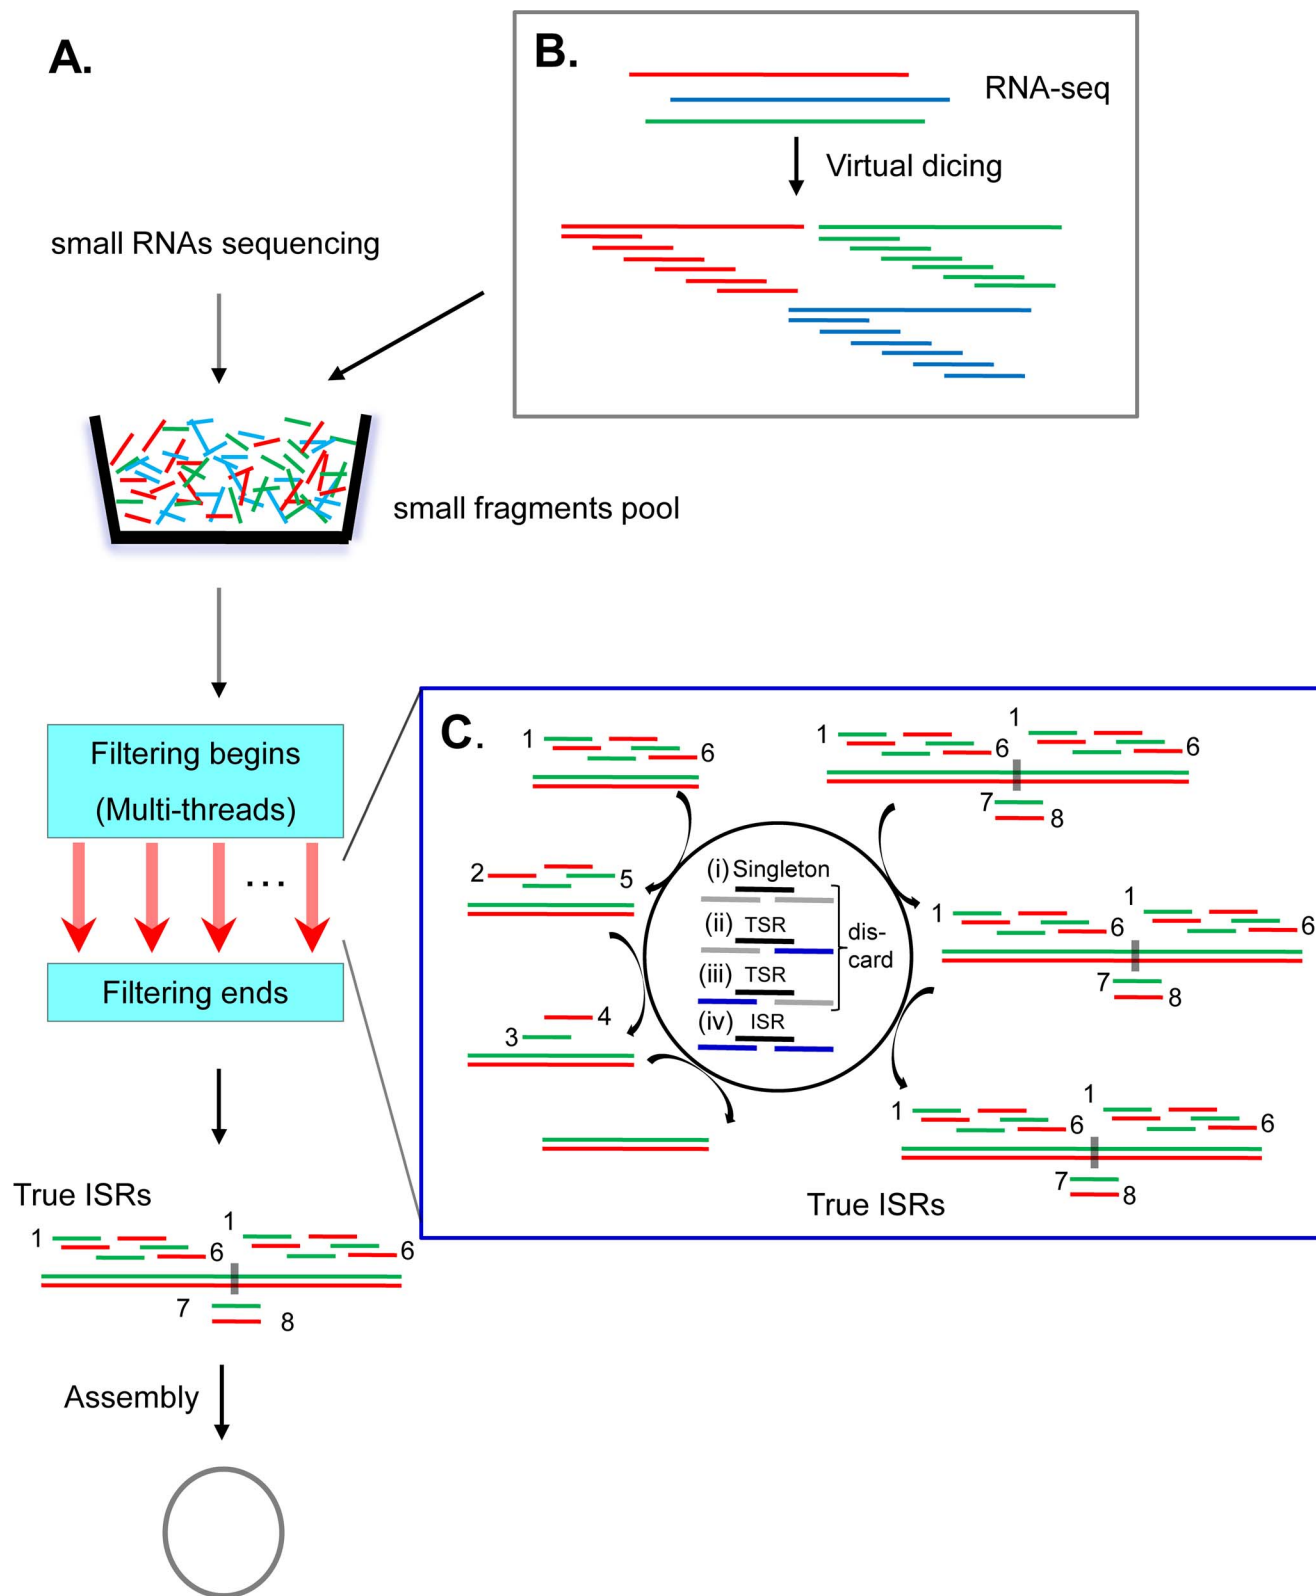 A.
B.
RNA-seq
Virtual dicing
small RNAs sequencing
small fragments pool
Filtering begins
(Multi-threads)
...
Filtering ends
True ISRs
1 1
6 6
7 8
Assembly
C.
1 6
2 5
3 4
1 1
6 6
7 8
(i) Singleton
(ii) TSR
(iii) TSR
(iv) ISR
dis-
card
1 1
6 6
7 8
1 1
6 6
7 8
True ISRs